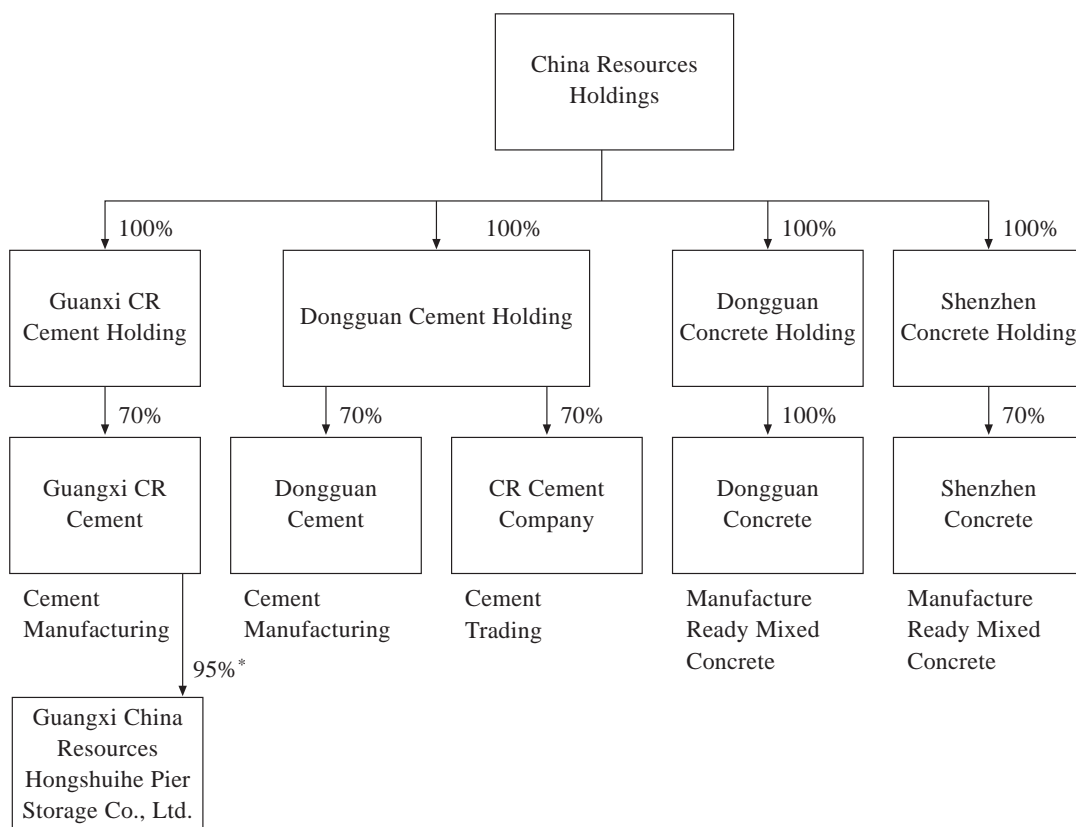 China Resources
Holdings
100%
100%
100%
100%
Guanxi CR
Cement Holding
Dongguan Cement Holding
Dongguan
Concrete Holding
Shenzhen
Concrete Holding
70%
70%
70%
100%
70%
Guangxi CR
Cement
Dongguan
Cement
CR Cement
Company
Dongguan
Concrete
Shenzhen
Concrete
Cement
Manufacturing
Cement
Manufacturing
Cement
Trading
Manufacture
Ready Mixed
Concrete
Manufacture
Ready Mixed
Concrete
95%*
Guangxi China
Resources
Hongshuihe Pier
Storage Co., Ltd.